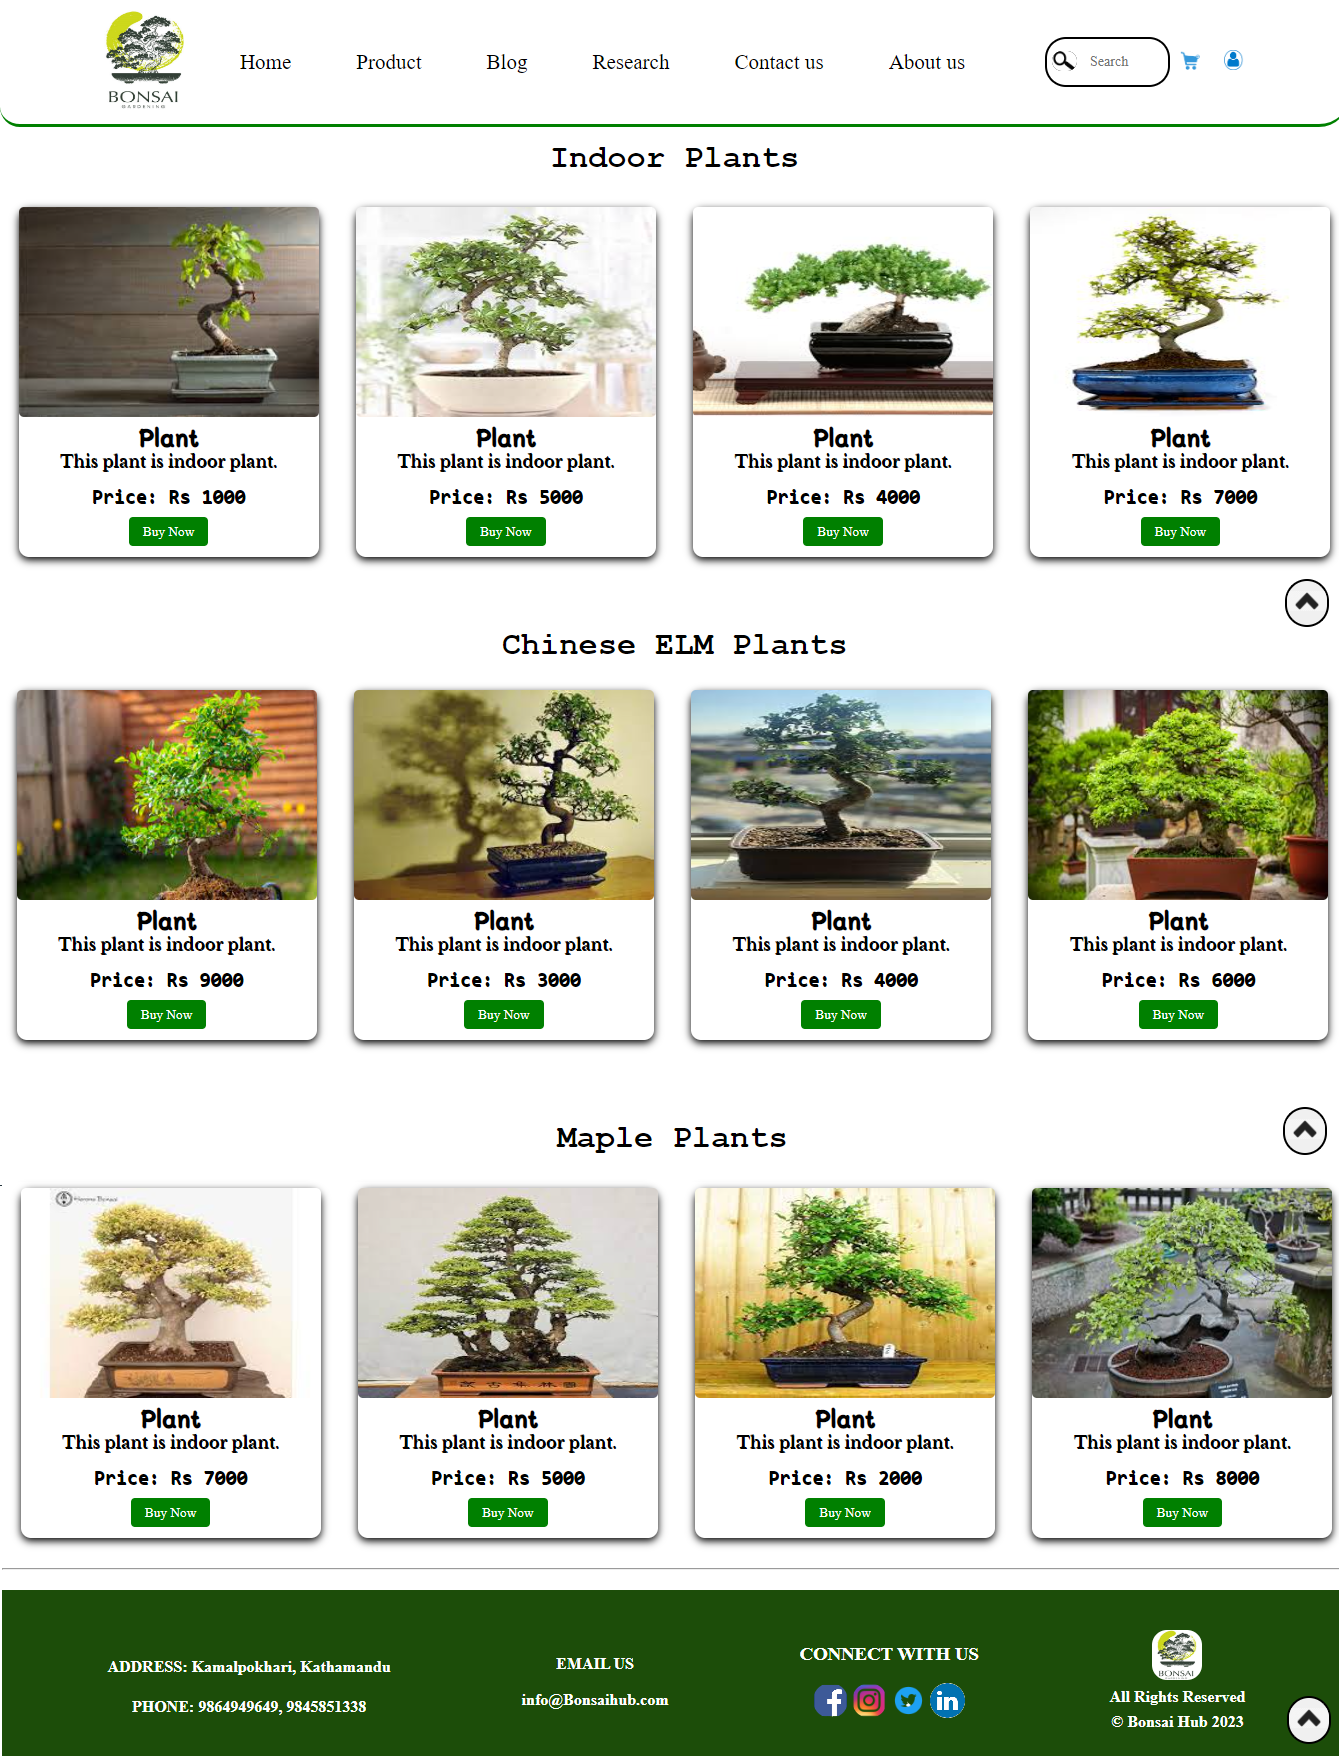 BONSAI
GARDENING
Home Product Blog Research Contact us About us
Search
Indoor Plants
Plant Plant Plant Plant
This plant is indoor plant. This plant is indoor plant. This plant is indoor plant. This plant is indoor plant.
Price: Rs 1000 Price: Rs 5000 Price: Rs 4000 Price: Rs 7000
Buy Now Buy Now Buy Now Buy Now
Chinese ELM Plants
Plant Plant Plant Plant
This plant is indoor plant. This plant is indoor plant. This plant is indoor plant. This plant is indoor plant.
Price: Rs 9000 Price: Rs 3000 Price: Rs 4000 Price: Rs 6000
Buy Now Buy Now Buy Now Buy Now
Maple Plants
Plant Plant Plant Plant
This plant is indoor plant. This plant is indoor plant. This plant is indoor plant. This plant is indoor plant.
Price: Rs 7000 Price: Rs 5000 Price: Rs 2000 Price: Rs 8000
Buy Now Buy Now Buy Now Buy Now
ADDRESS: Kamalpokhari, Kathamandu
PHONE: 9864949649, 9845851338
EMAIL US
info@Bonsaihub.com
CONNECT WITH US
BONSAI
All Rights Reserved
© Bonsai Hub 2023